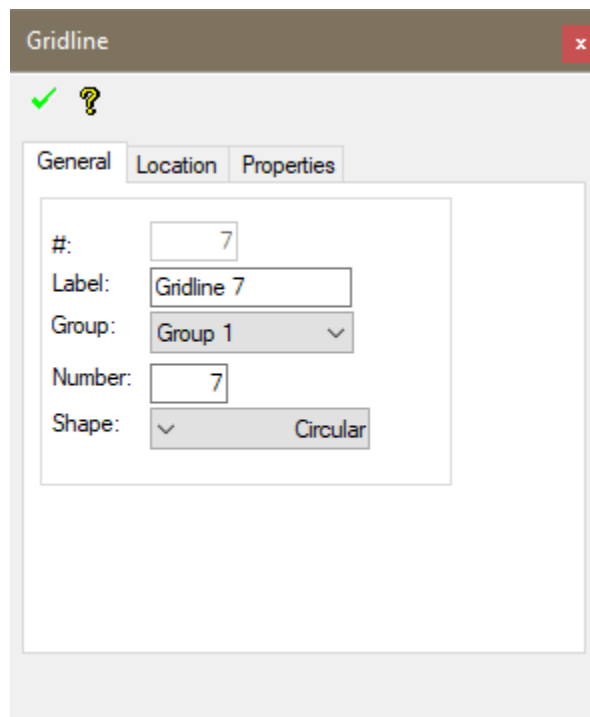 Gridline
x
?
General Location Properties
#: 7
Label: Gridline 7
Group: Group 1
Number: 7
Shape: Circular